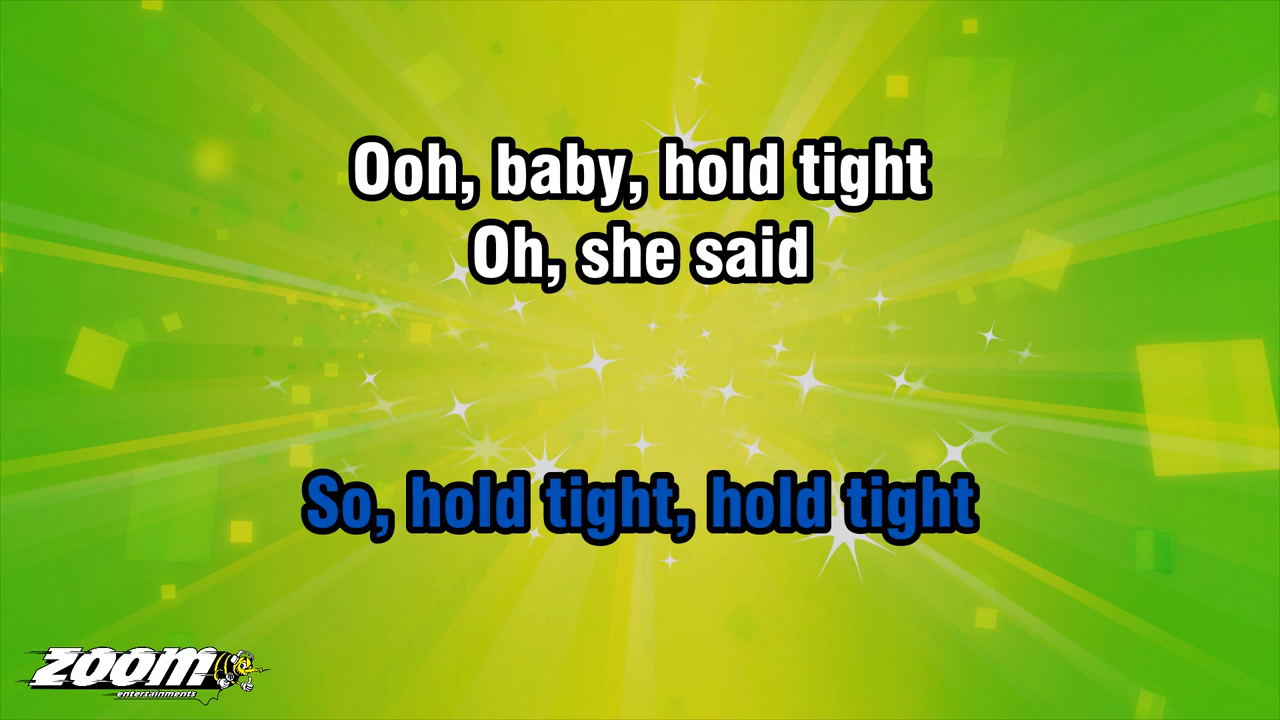 Ooh, baby, hold tight
Oh, she said
So, hold tight, hold tight
zoom
entertainments